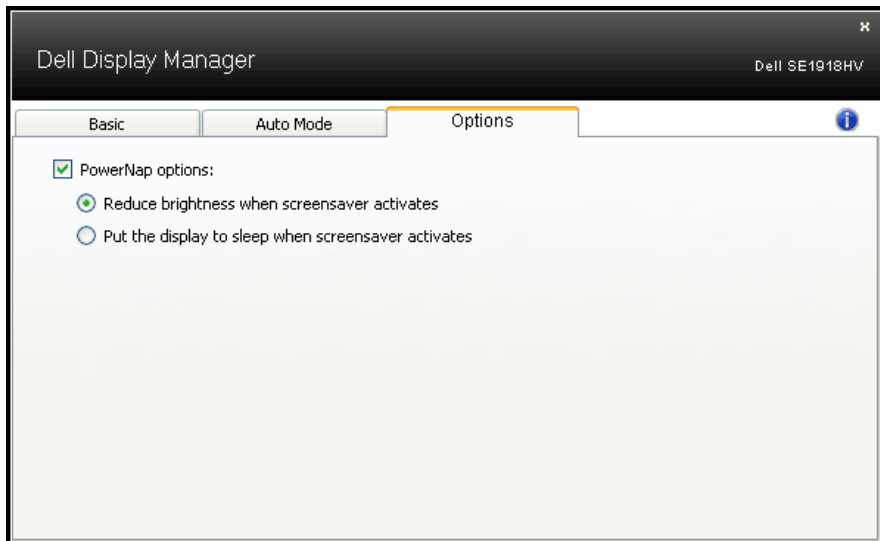 x
Dell Display Manager
Dell SE1918HV
Basic
Auto Mode
Options
i
PowerNap options:
Reduce brightness when screensaver activates
Put the display to sleep when screensaver activates